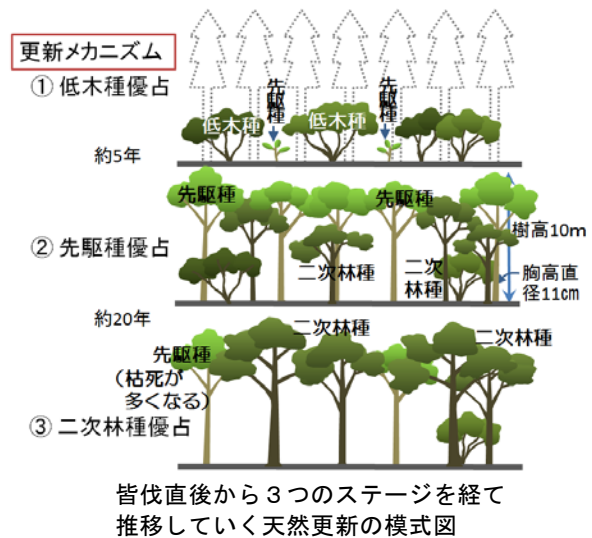 更新メカニズム
① 低木種優占
先駆種
先駆種
低木種
低木種
約5年
先駆種
先駆種
樹高10m
② 先駆種優占
二次林種
二次
林種
胸高直
径11cm
約20年
二次林種
二次林種
先駆種
(枯死が
多くなる)
③ 二次林種優占
皆伐直後から3つのステージを経て
推移していく天然更新の模式図